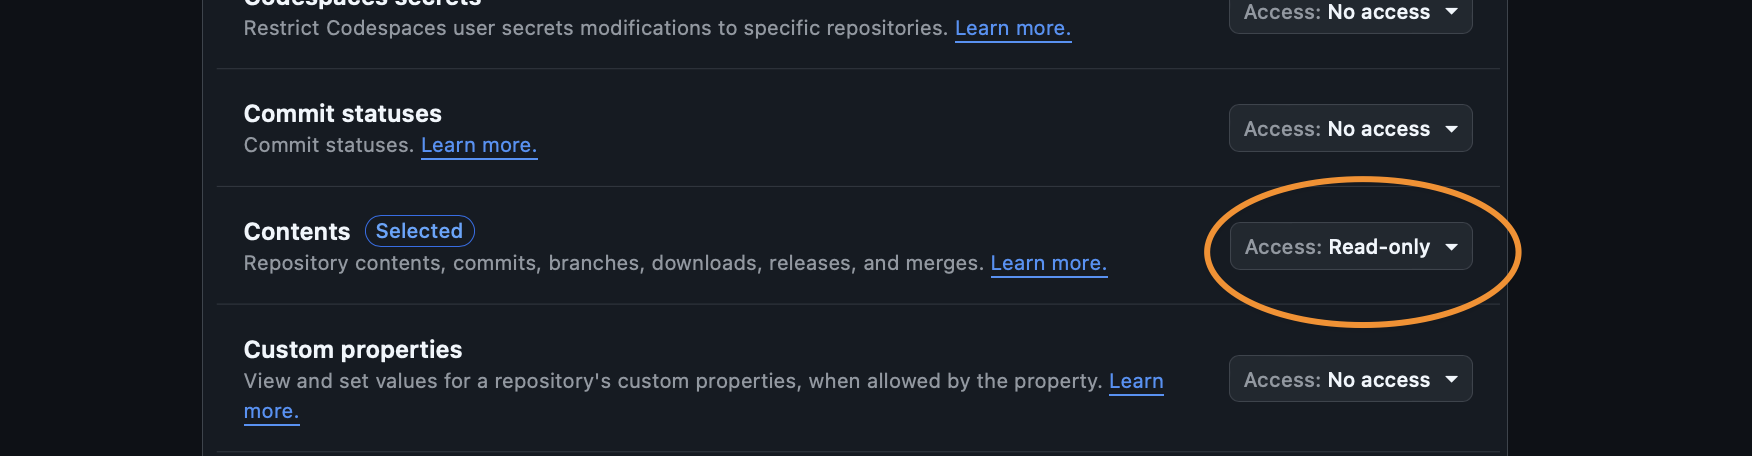 Codespaces secrets
Restrict Codespaces user secrets modifications to specific repositories. Learn more.
Access: No access
Commit statuses
Commit statuses. Learn more.
Access: No access
Contents Selected
Repository contents, commits, branches, downloads, releases, and merges. Learn more.
Access: Read-only
Custom properties
View and set values for a repository's custom properties, when allowed by the property. Learn
more.
Access: No access